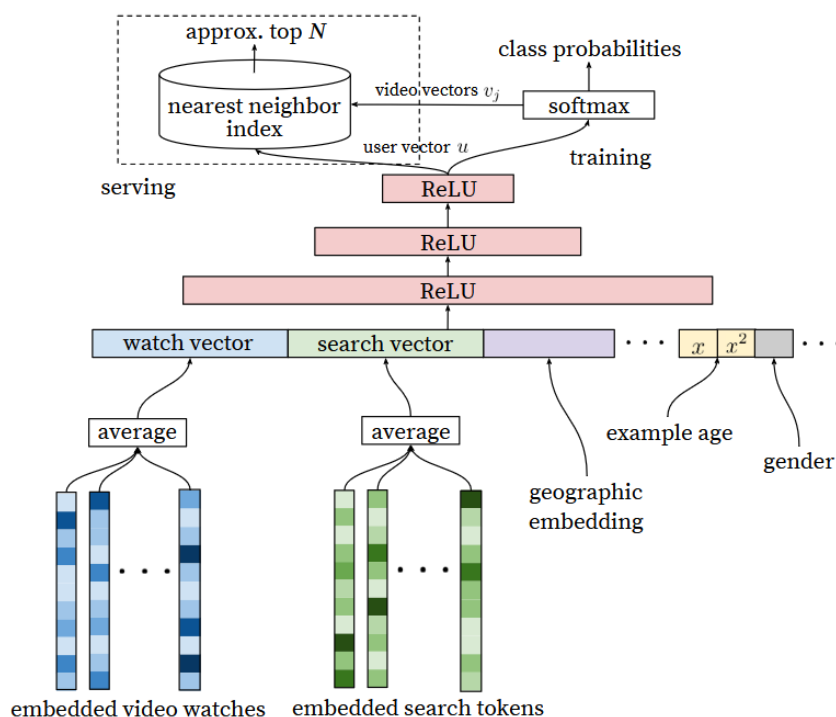 approx. top N
class probabilities
nearest neighbor
index
video vectors v_j
softmax
user vector u
training
serving
ReLU
ReLU
ReLU
watch vector
search vector
. . .
x
x²
. . .
average
average
example age
gender
geographic
embedding
. . .
. . .
embedded video watches
embedded search tokens